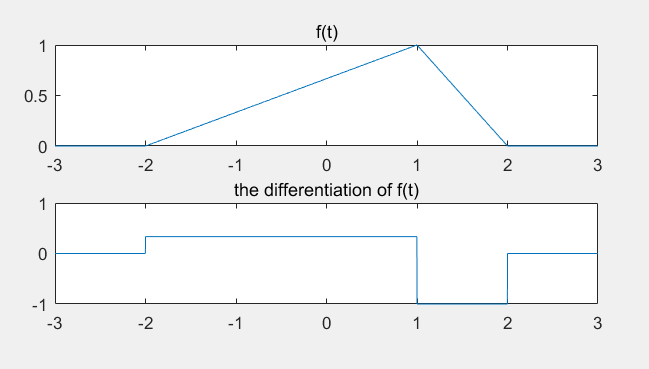 f(t)
1
0.5
0
-3 -2 -1 0 1 2 3
the differentiation of f(t)
1
0
-1
-3 -2 -1 0 1 2 3